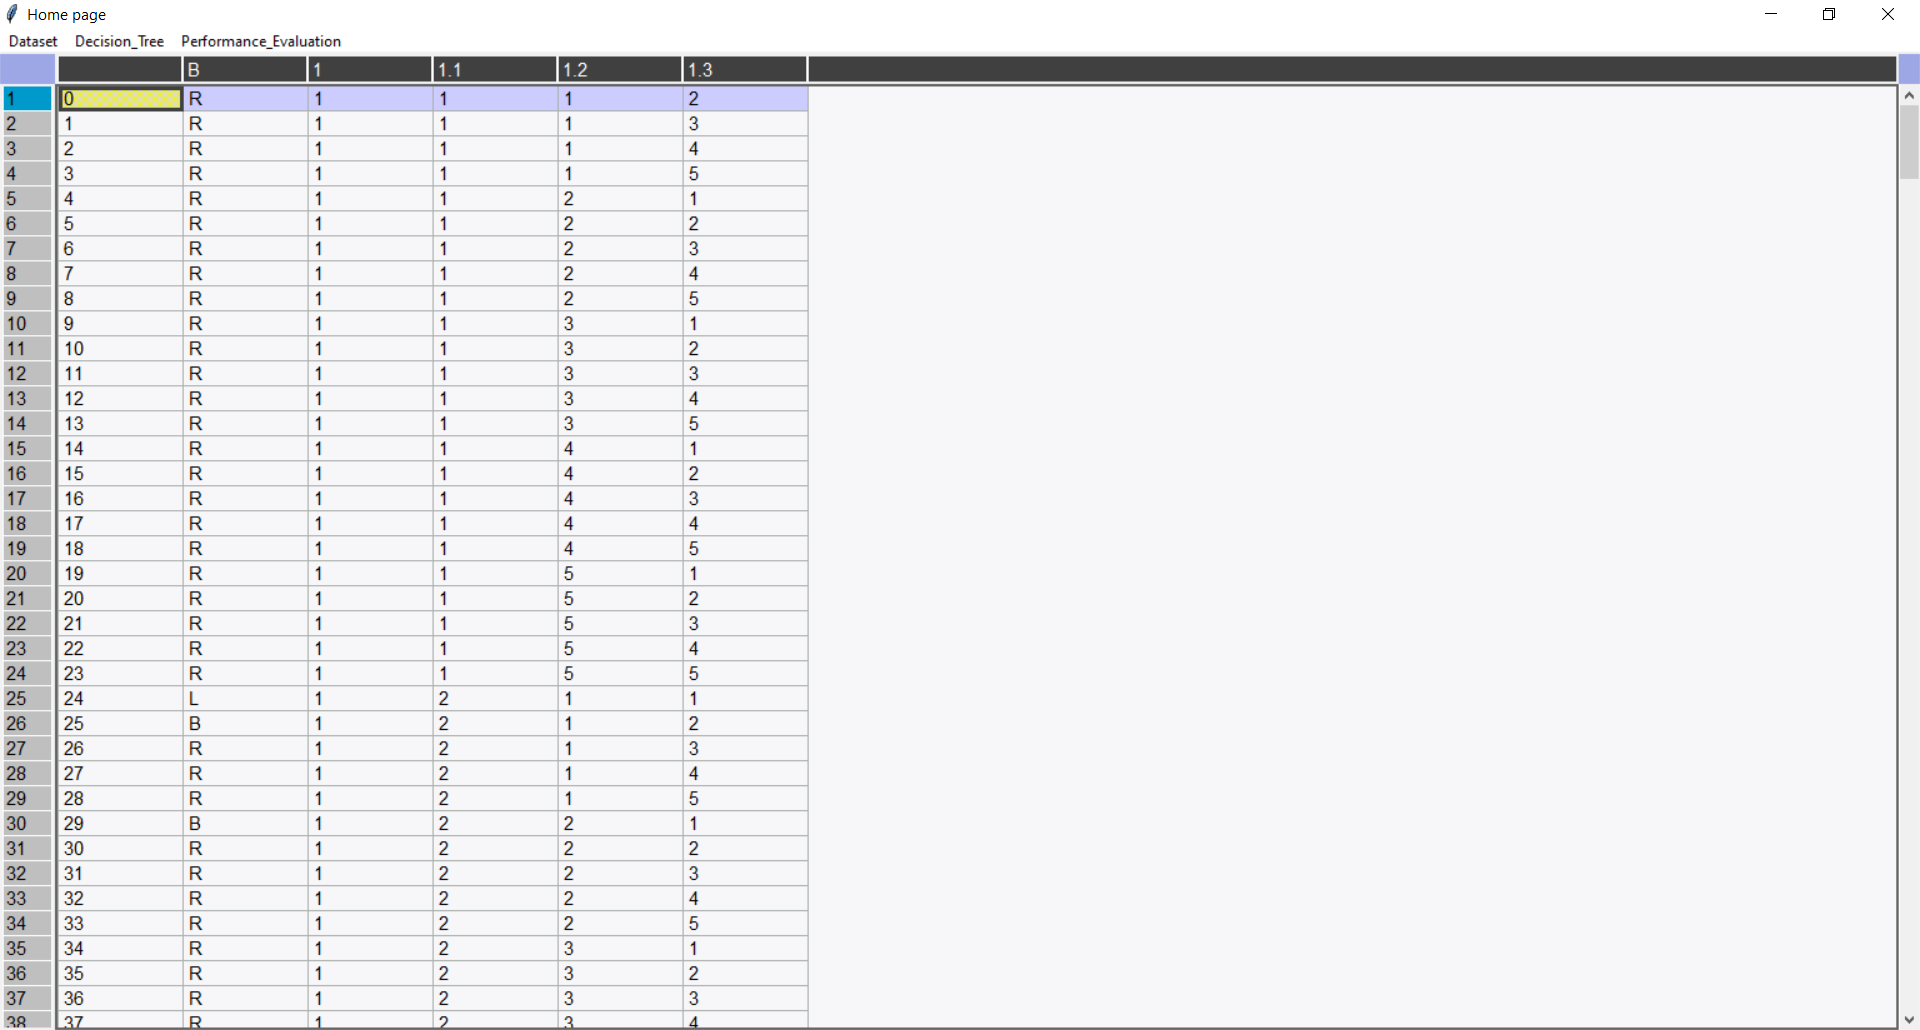 Home page
Dataset Decision_Tree Performance_Evaluation
B 1 1.1 1.2 1.3
1 0 R 1 1 1 2
2 1 R 1 1 1 3
3 2 R 1 1 1 4
4 3 R 1 1 1 5
5 4 R 1 1 2 1
6 5 R 1 1 2 2
7 6 R 1 1 2 3
8 7 R 1 1 2 4
9 8 R 1 1 2 5
10 9 R 1 1 3 1
11 10 R 1 1 3 2
12 11 R 1 1 3 3
13 12 R 1 1 3 4
14 13 R 1 1 3 5
15 14 R 1 1 4 1
16 15 R 1 1 4 2
17 16 R 1 1 4 3
18 17 R 1 1 4 4
19 18 R 1 1 4 5
20 19 R 1 1 5 1
21 20 R 1 1 5 2
22 21 R 1 1 5 3
23 22 R 1 1 5 4
24 23 R 1 1 5 5
25 24 L 1 2 1 1
26 25 B 1 2 1 2
27 26 R 1 2 1 3
28 27 R 1 2 1 4
29 28 R 1 2 1 5
30 29 B 1 2 2 1
31 30 R 1 2 2 2
32 31 R 1 2 2 3
33 32 R 1 2 2 4
34 33 R 1 2 2 5
35 34 R 1 2 3 1
36 35 R 1 2 3 2
37 36 R 1 2 3 3
38 37 R 1 2 3 4